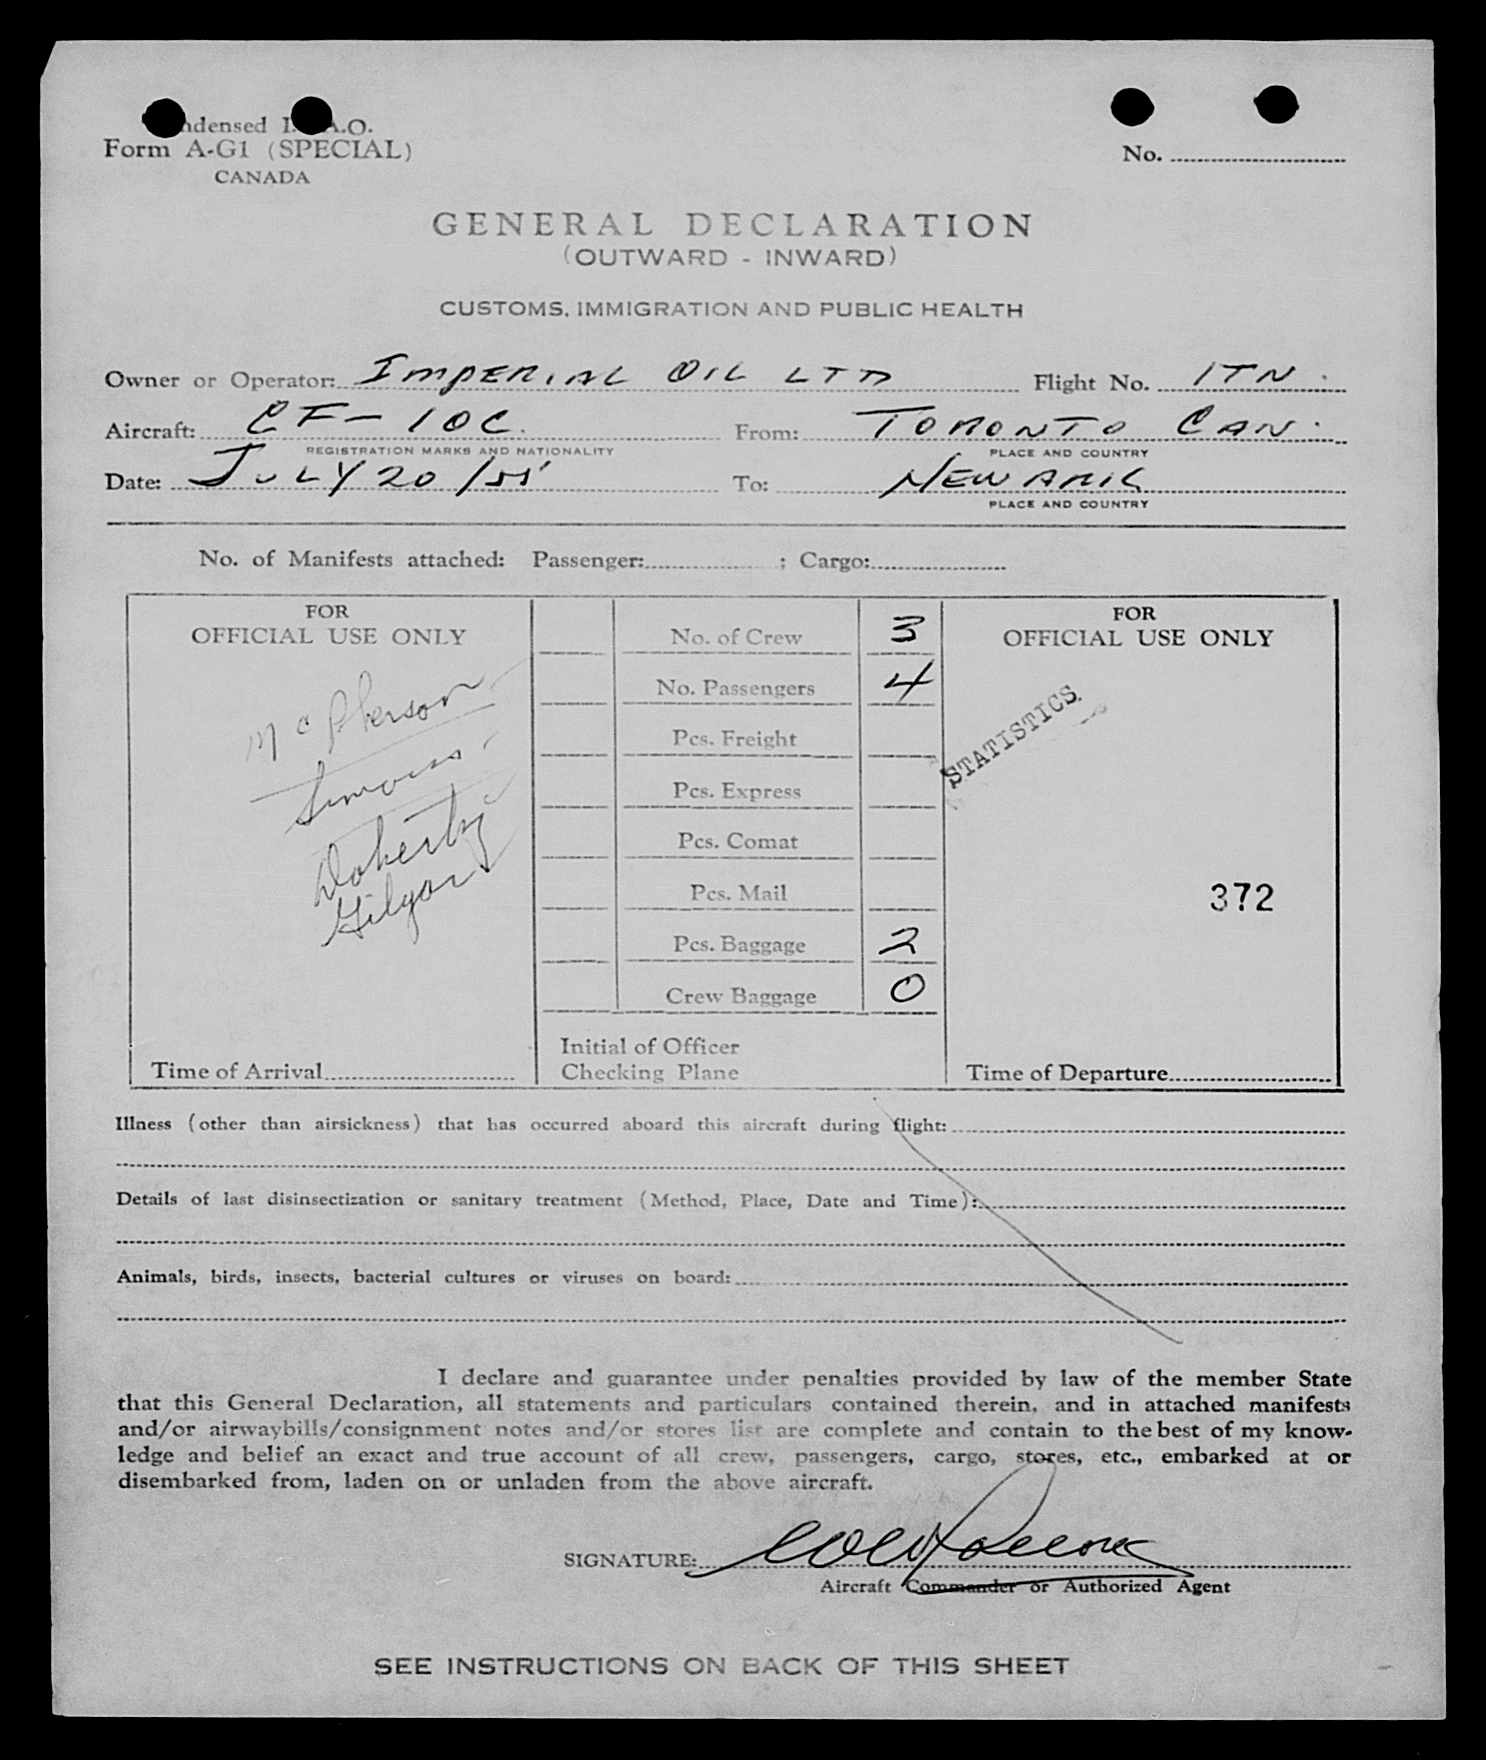 ndensed I. A.O.
Form A-G1 (SPECIAL)
CANADA
No.
GENERAL DECLARATION
(OUTWARD - INWARD)
CUSTOMS, IMMIGRATION AND PUBLIC HEALTH
Owner or Operator: IMPERIAL OIL LTD Flight No. ITN
Aircraft: CF-IOC From: TORONTO CAN.
REGISTRATION MARKS AND NATIONALITY PLACE AND COUNTRY
Date: JULY 20/55 To: NEWARK
PLACE AND COUNTRY
No. of Manifests attached: Passenger: ; Cargo:
FOR
OFFICIAL USE ONLY
McPherson
Simons
Doherty
Time of Arrival
No. of Crew 3
No. Passengers 4
Pcs. Freight
Pcs. Express
Pcs. Comat
Pcs. Mail
Pcs. Baggage 2
Crew Baggage 0
Initial of Officer
Checking Plane
FOR
OFFICIAL USE ONLY
STATISTICS
372
Time of Departure
Illness (other than airsickness) that has occurred aboard this aircraft during flight:
Details of last disinsectization or sanitary treatment (Method, Place, Date and Time):
Animals, birds, insects, bacterial cultures or viruses on board:
I declare and guarantee under penalties provided by law of the member State
that this General Declaration, all statements and particulars contained therein, and in attached manifests
and/or airwaybills/consignment notes and/or stores list are complete and contain to the best of my know-
ledge and belief an exact and true account of all crew, passengers, cargo, stores, etc., embarked at or
disembarked from, laden on or unladen from the above aircraft.
SIGNATURE:
Aircraft Commander or Authorized Agent
SEE INSTRUCTIONS ON BACK OF THIS SHEET